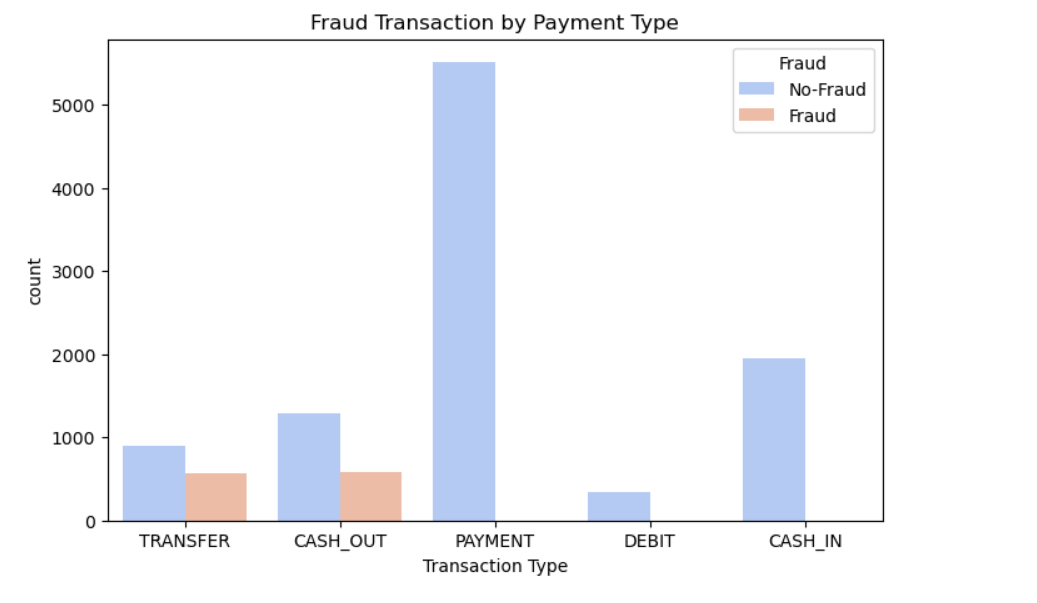 Fraud Transaction by Payment Type
Fraud
No-Fraud
Fraud
5000
4000
3000
2000
1000
0
count
TRANSFER CASH_OUT PAYMENT DEBIT CASH_IN
Transaction Type